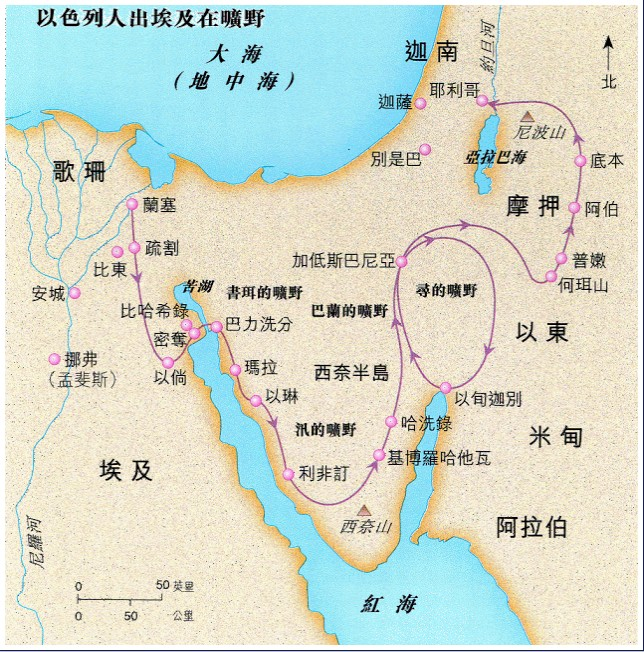 以色列人出埃及在曠野
大海
（地中海）
迦南
約旦河
北
迦薩
耶利哥
尼波山
別是巴
亞拉巴海
底本
歌珊
摩押
蘭塞
阿伯
疏割
比東
加低斯巴尼亞
普嫩
何珥山
安城
苦湖
書珥的曠野
尋的曠野
比哈希錄
巴蘭的曠野
巴力洗分
密奪
以東
挪弗
（孟斐斯）
以倘
瑪拉
西奈半島
以琳
以旬迦別
汛的曠野
哈洗錄
米甸
埃及
利非訂
基博羅哈他瓦
西奈山
阿拉伯
尼羅河
0 50 英里
0 50 公里
紅海